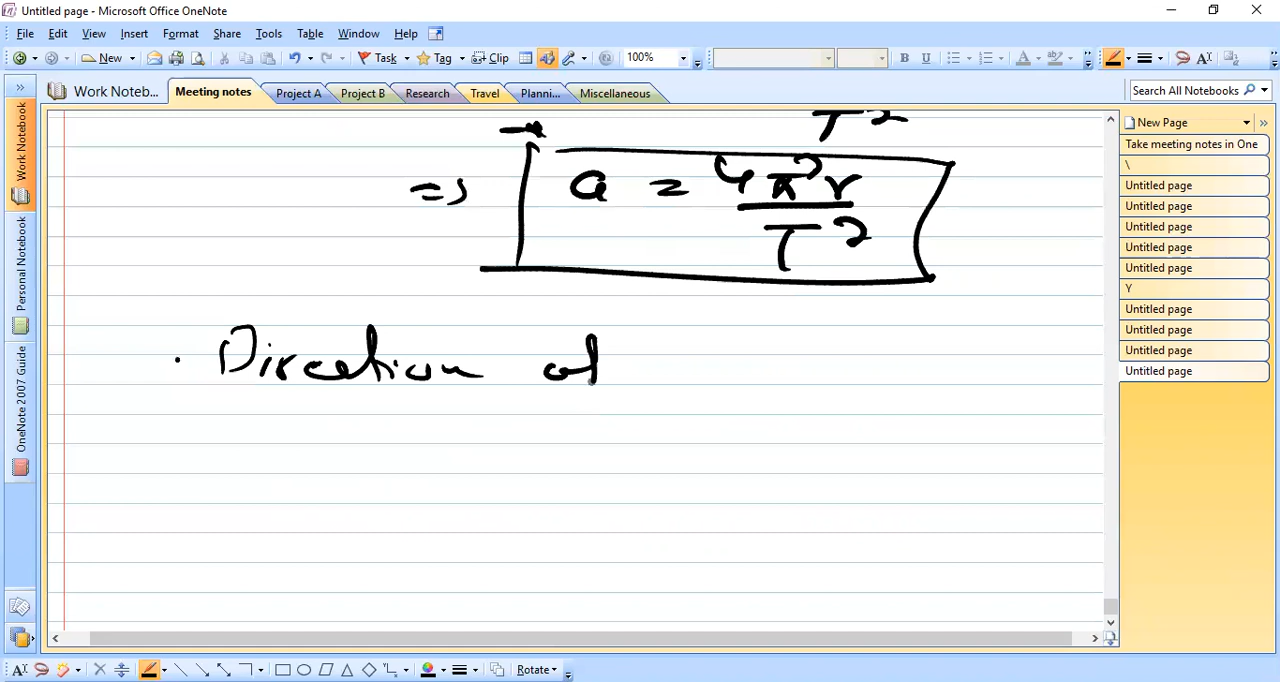 Untitled page - Microsoft Office OneNote
File Edit View Insert Format Share Tools Table Window Help
New Task Tag Clip 100% B U A ab A
Work Noteb... Meeting notes Project A Project B Research Travel Planni... Miscellaneous
Search All Notebooks
New Page
Take meeting notes in One
\
Untitled page
Untitled page
Untitled page
Untitled page
Untitled page
Y
Untitled page
Untitled page
Untitled page
Untitled page
Work Notebook
Personal Notebook
OneNote 2007 Guide
T²
=> a = 4π²r
T²
· Direction of
Rotate